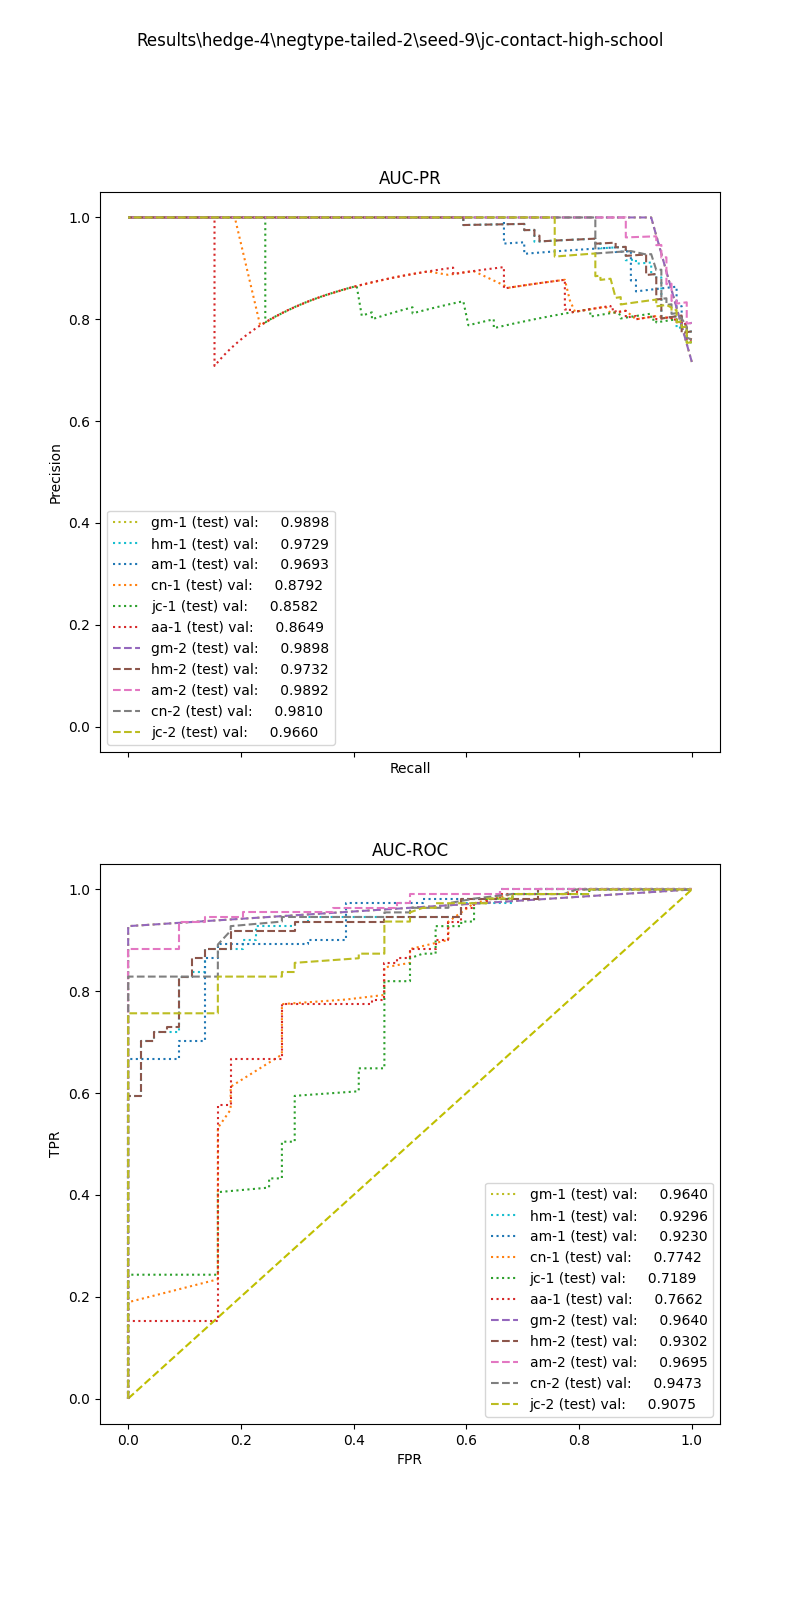 Results\hedge-4\negtype-tailed-2\seed-9\jc-contact-high-school
AUC-PR
1.0
0.8
0.6
0.4
0.2
0.0
Precision
gm-1 (test) val: 0.9898
hm-1 (test) val: 0.9729
am-1 (test) val: 0.9693
cn-1 (test) val: 0.8792
jc-1 (test) val: 0.8582
aa-1 (test) val: 0.8649
gm-2 (test) val: 0.9898
hm-2 (test) val: 0.9732
am-2 (test) val: 0.9892
cn-2 (test) val: 0.9810
jc-2 (test) val: 0.9660
Recall
AUC-ROC
1.0
0.8
0.6
0.4
0.2
0.0
TPR
gm-1 (test) val: 0.9640
hm-1 (test) val: 0.9296
am-1 (test) val: 0.9230
cn-1 (test) val: 0.7742
jc-1 (test) val: 0.7189
aa-1 (test) val: 0.7662
gm-2 (test) val: 0.9640
hm-2 (test) val: 0.9302
am-2 (test) val: 0.9695
cn-2 (test) val: 0.9473
jc-2 (test) val: 0.9075
0.0 0.2 0.4 0.6 0.8 1.0
FPR